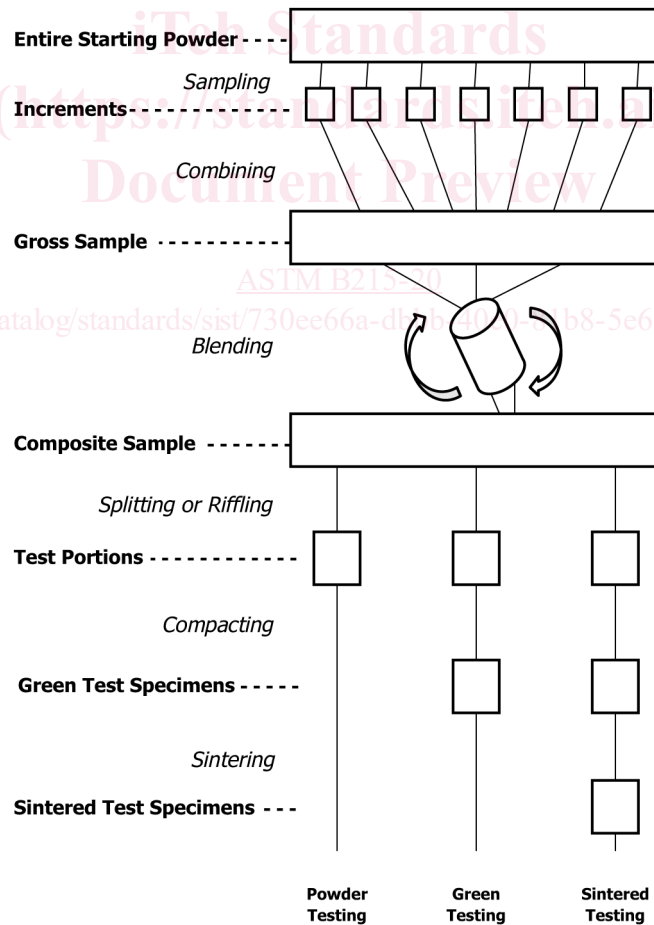 iTeh Standards
Entire Starting Powder
Sampling
Increments
(https://standards.iteh.a
Combining
Document Preview
Gross Sample
ASTM B215-20
Blending
Composite Sample
Splitting or Riffling
Test Portions
Compacting
Green Test Specimens
Sintering
Sintered Test Specimens
Powder Green Sintered
Testing Testing Testing